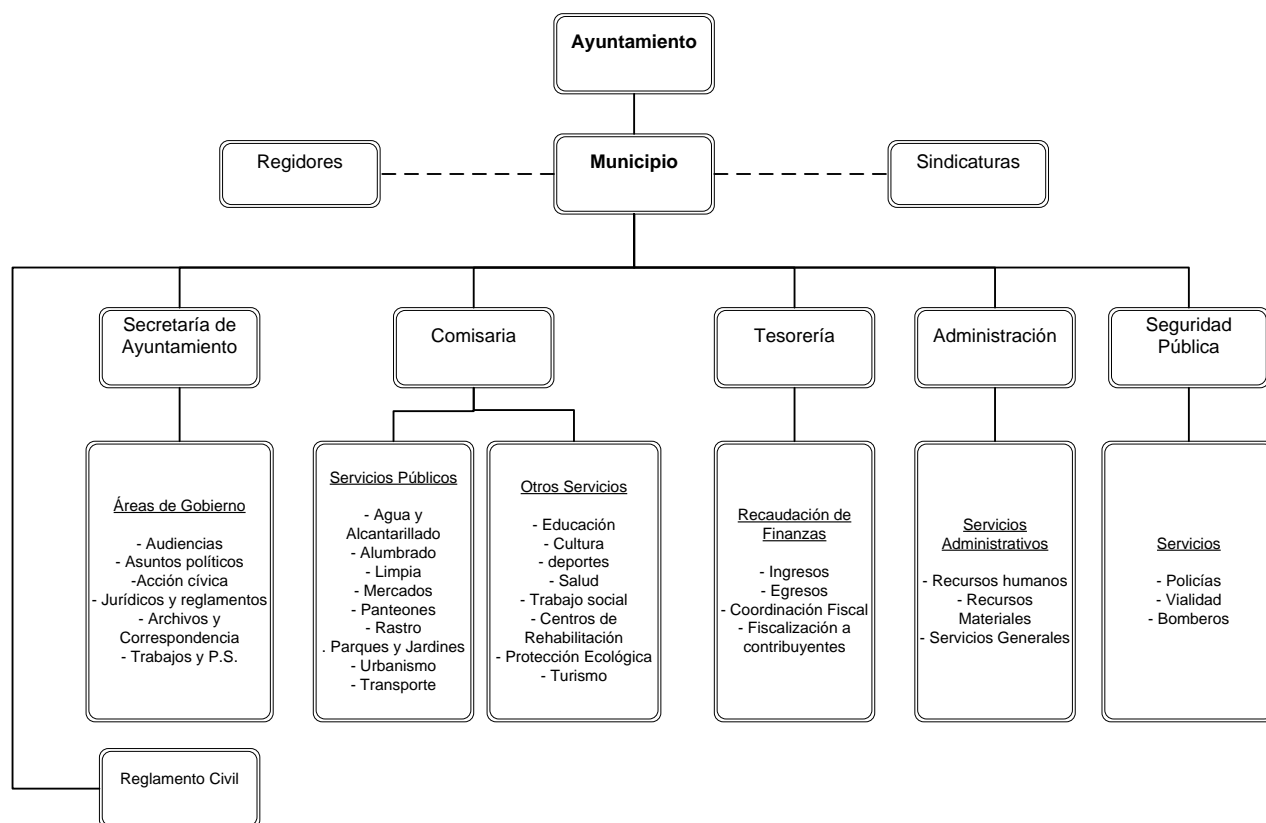 Ayuntamiento
Regidores
Municipio
Sindicaturas
Secretaría de
Ayuntamiento
Comisaria
Tesorería
Administración
Seguridad
Pública
Áreas de Gobierno
- Audiencias
- Asuntos políticos
-Acción cívica
- Jurídicos y reglamentos
- Archivos y
Correspondencia
- Trabajos y P.S.
Servicios Públicos
- Agua y
Alcantarillado
- Alumbrado
- Limpia
- Mercados
- Panteones
- Rastro
. Parques y Jardines
- Urbanismo
- Transporte
Otros Servicios
- Educación
- Cultura
- deportes
- Salud
- Trabajo social
- Centros de
Rehabilitación
- Protección Ecológica
- Turismo
Recaudación de
Finanzas
- Ingresos
- Egresos
- Coordinación Fiscal
- Fiscalización a
contribuyentes
Servicios
Administrativos
- Recursos humanos
- Recursos
Materiales
- Servicios Generales
Servicios
- Policías
- Vialidad
- Bomberos
Reglamento Civil